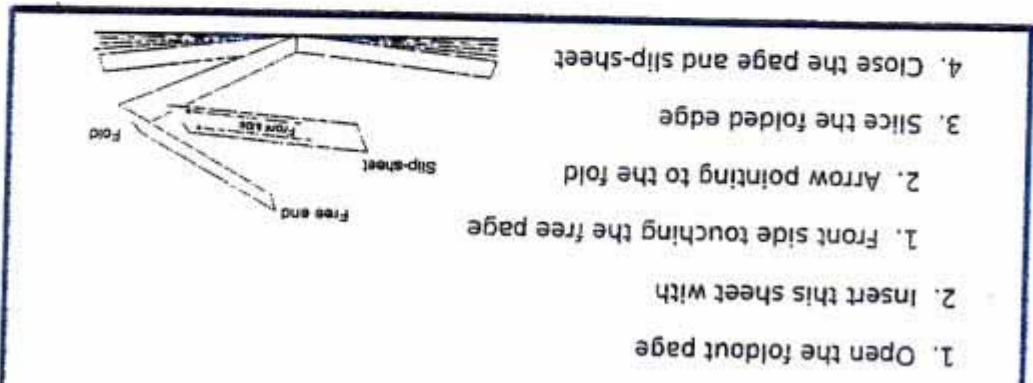 1. Open the foldout page
2. Insert this sheet with
1. Front side touching the free page
2. Arrow pointing to the fold
3. Slice the folded edge
4. Close the page and slip-sheet
Free end
Slip-sheet
Front side
Fold